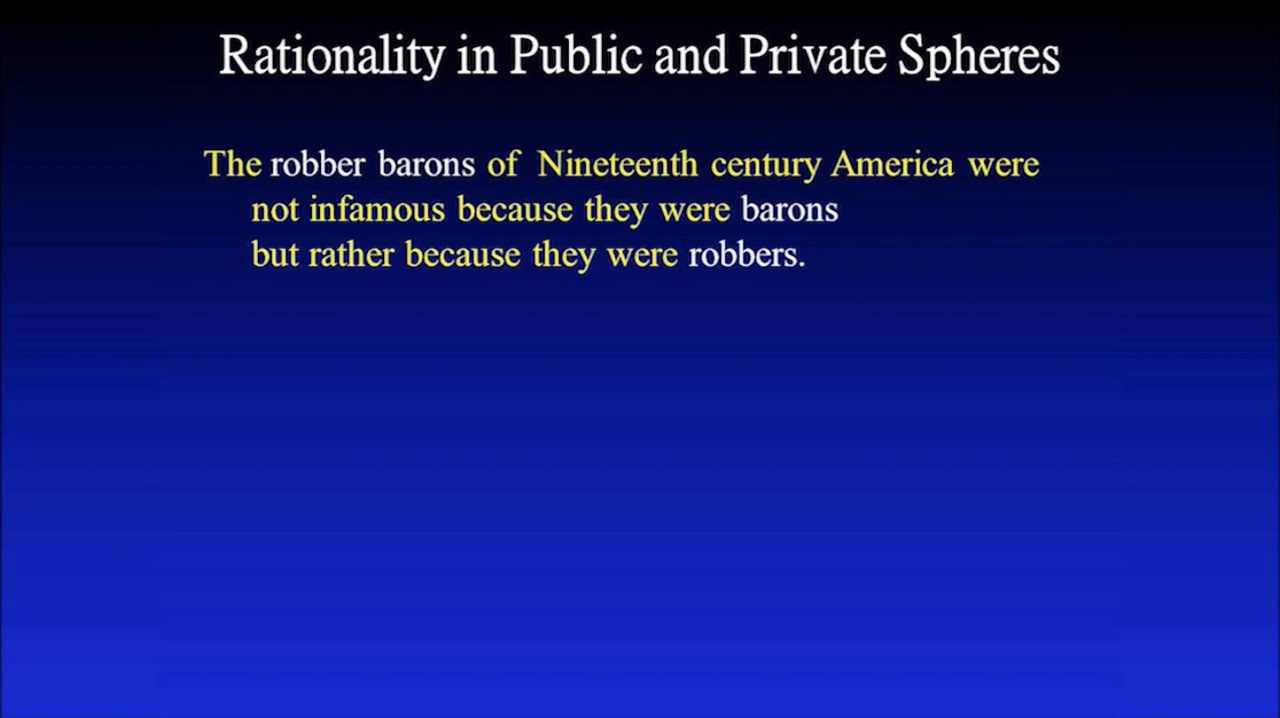 Rationality in Public and Private Spheres
The robber barons of Nineteenth century America were
not infamous because they were barons
but rather because they were robbers.